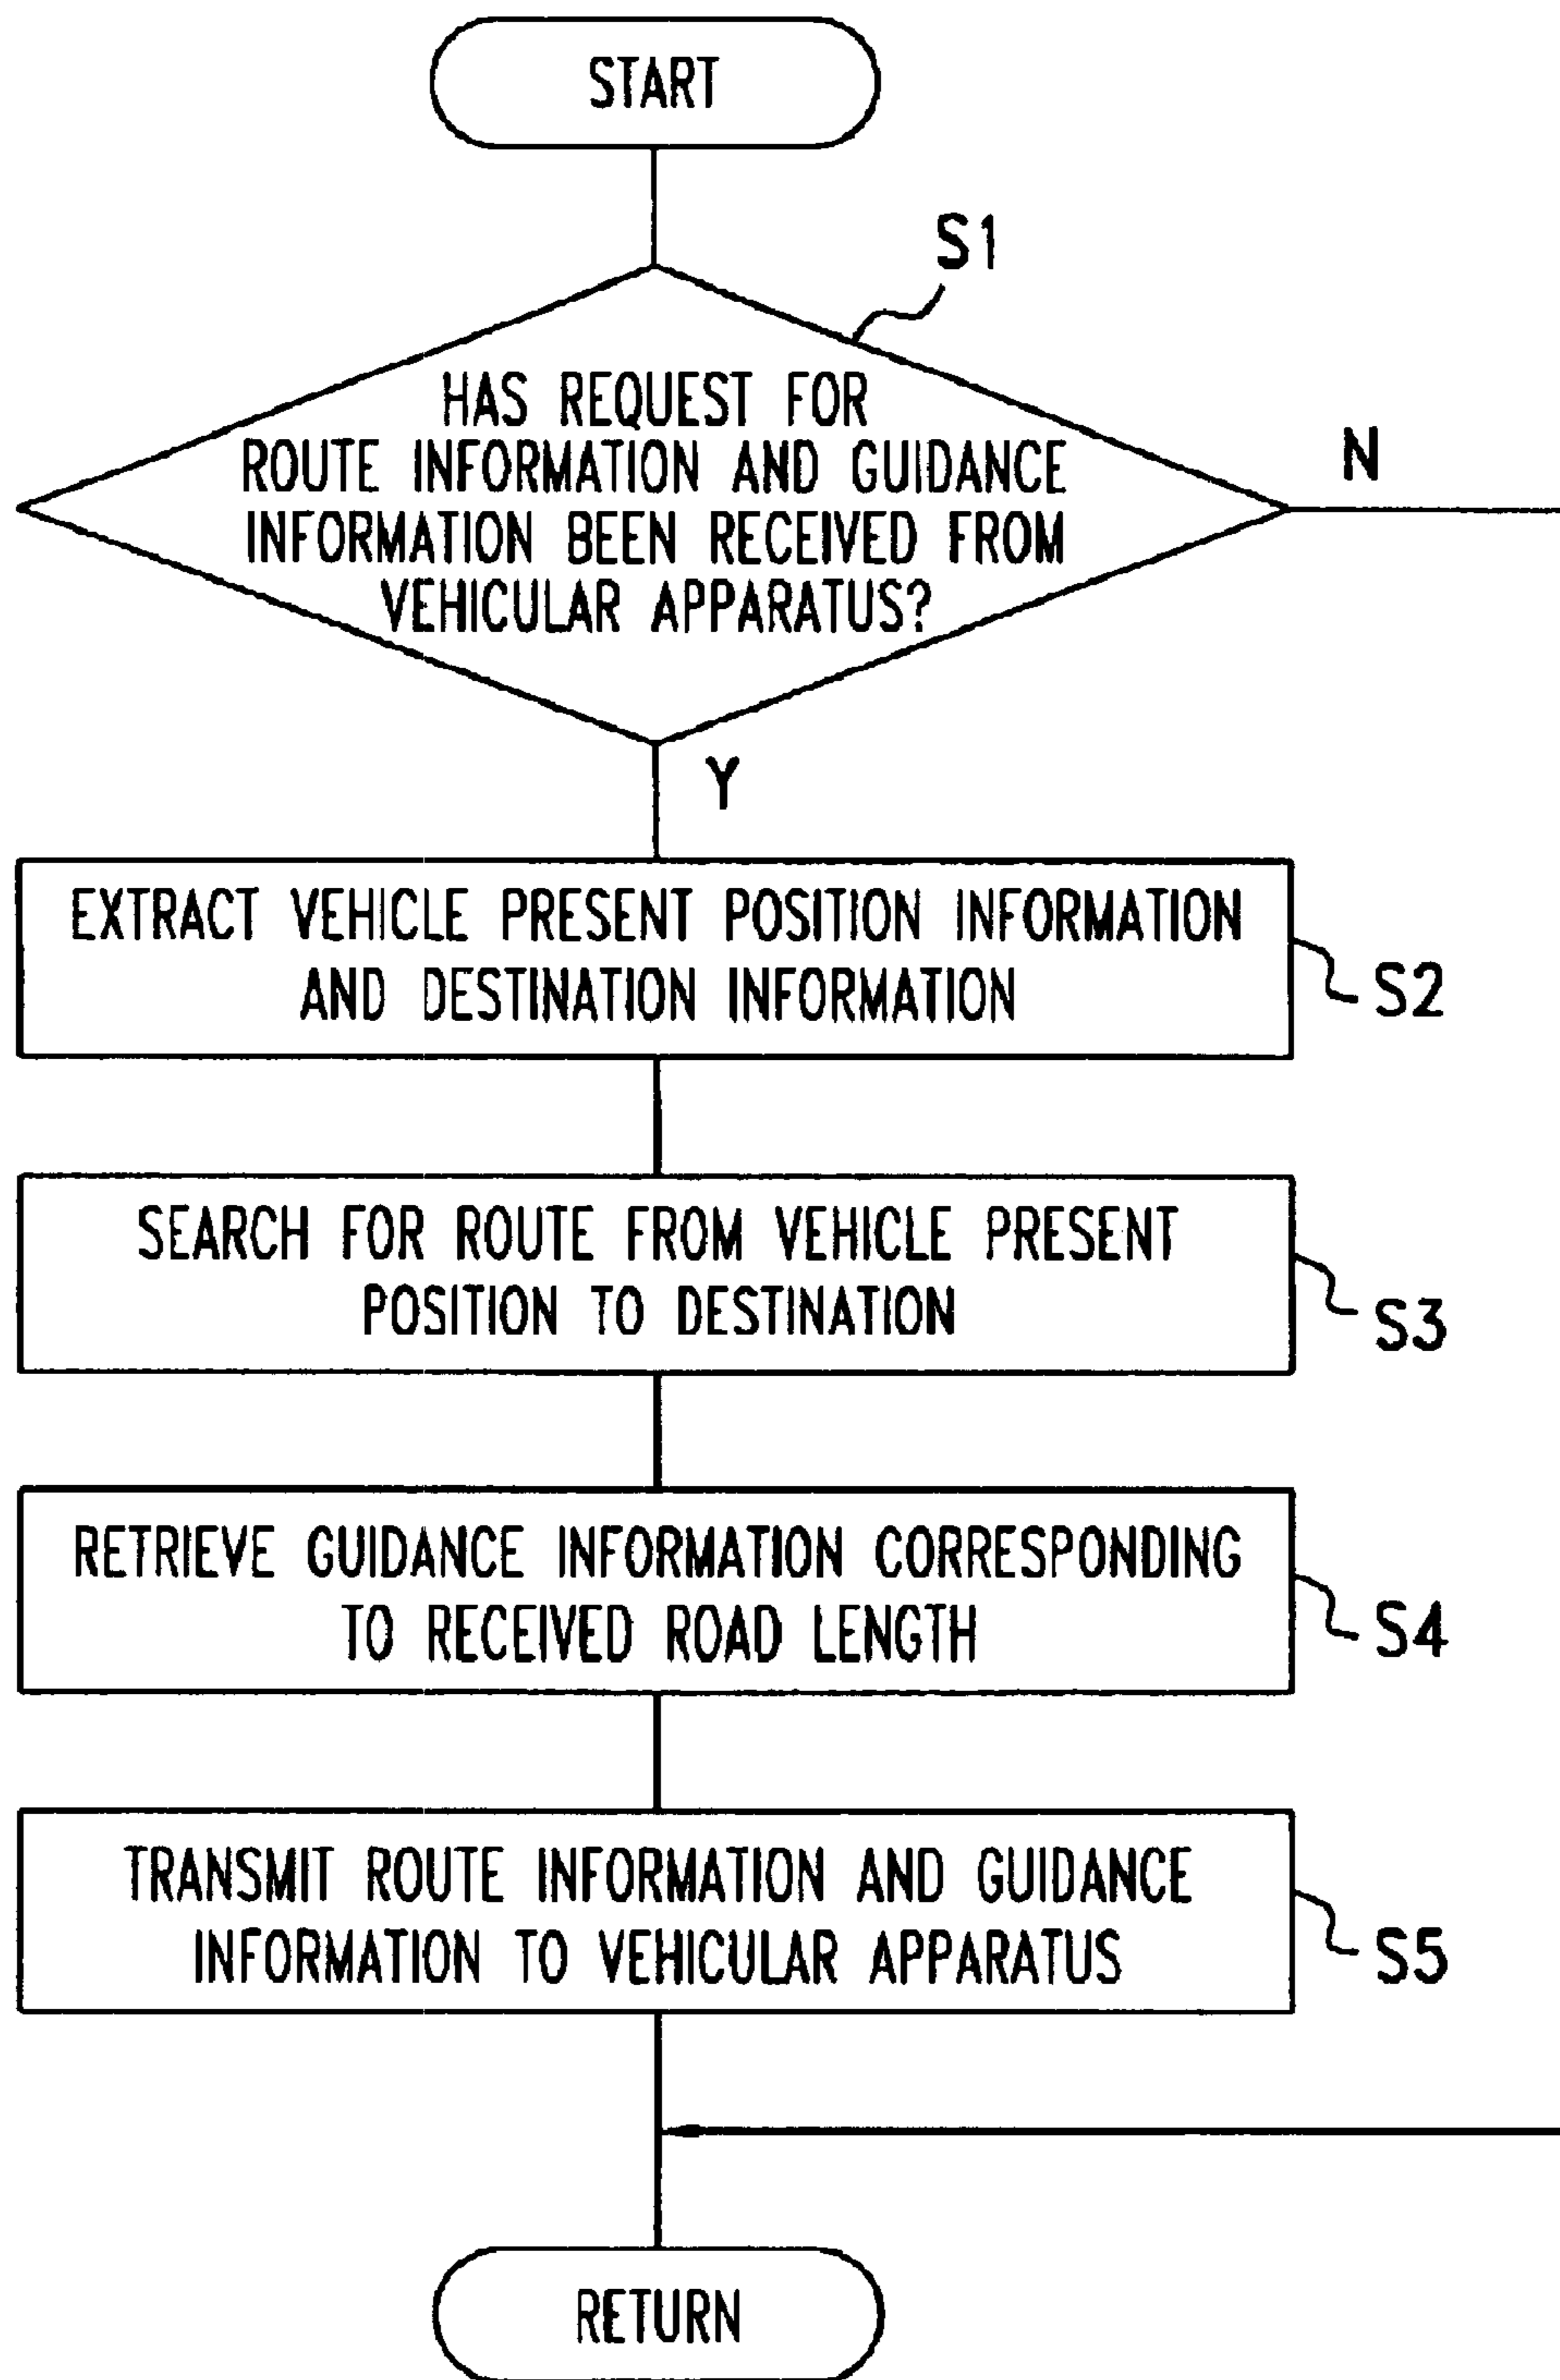 START
S1
HAS REQUEST FOR
ROUTE INFORMATION AND GUIDANCE
INFORMATION BEEN RECEIVED FROM
VEHICULAR APPARATUS?
N
Y
EXTRACT VEHICLE PRESENT POSITION INFORMATION
AND DESTINATION INFORMATION
S2
SEARCH FOR ROUTE FROM VEHICLE PRESENT
POSITION TO DESTINATION
S3
RETRIEVE GUIDANCE INFORMATION CORRESPONDING
TO RECEIVED ROAD LENGTH
S4
TRANSMIT ROUTE INFORMATION AND GUIDANCE
INFORMATION TO VEHICULAR APPARATUS
S5
RETURN